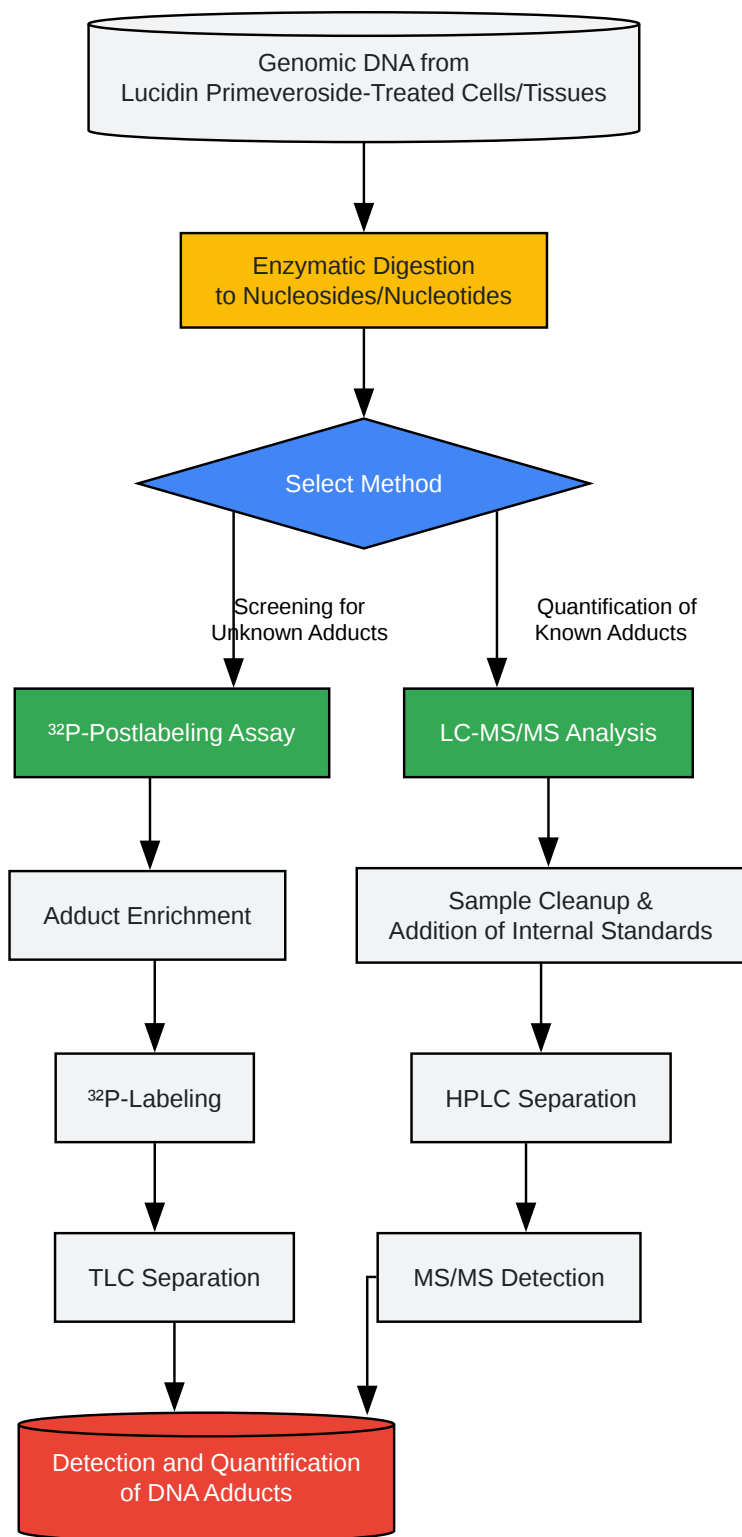 Genomic DNA from
Lucidin Primeveroside-Treated Cells/Tissues
Enzymatic Digestion
to Nucleosides/Nucleotides
Select Method
Screening for
Unknown Adducts
Quantification of
Known Adducts
³²P-Postlabeling Assay
LC-MS/MS Analysis
Adduct Enrichment
Sample Cleanup &
Addition of Internal Standards
³²P-Labeling
HPLC Separation
TLC Separation
MS/MS Detection
Detection and Quantification
of DNA Adducts